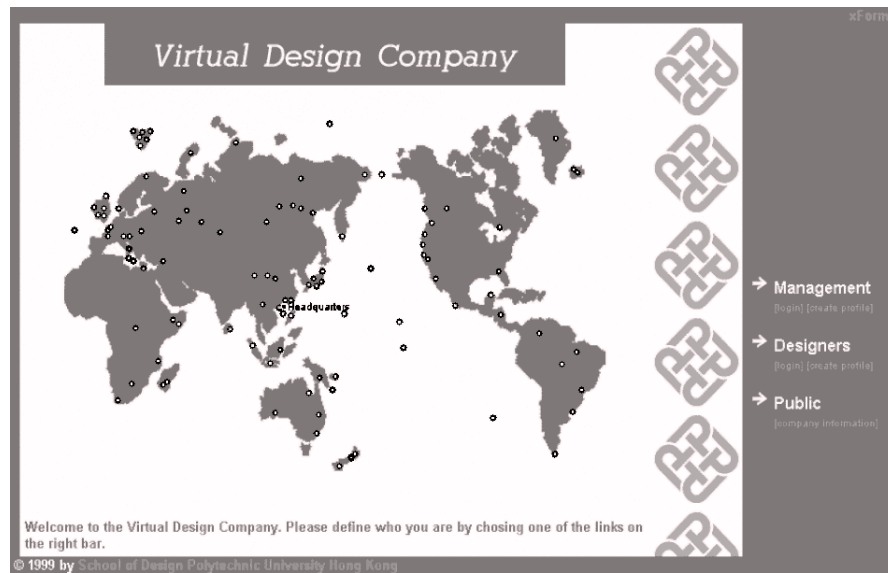 xForm
Virtual Design Company
Headquarters
Management
[login] [create profile]
Designers
[login] [create profile]
Public
[company information]
Welcome to the Virtual Design Company. Please define who you are by chosing one of the links on
the right bar.
© 1999 by School of Design Polytechnic University Hong Kong